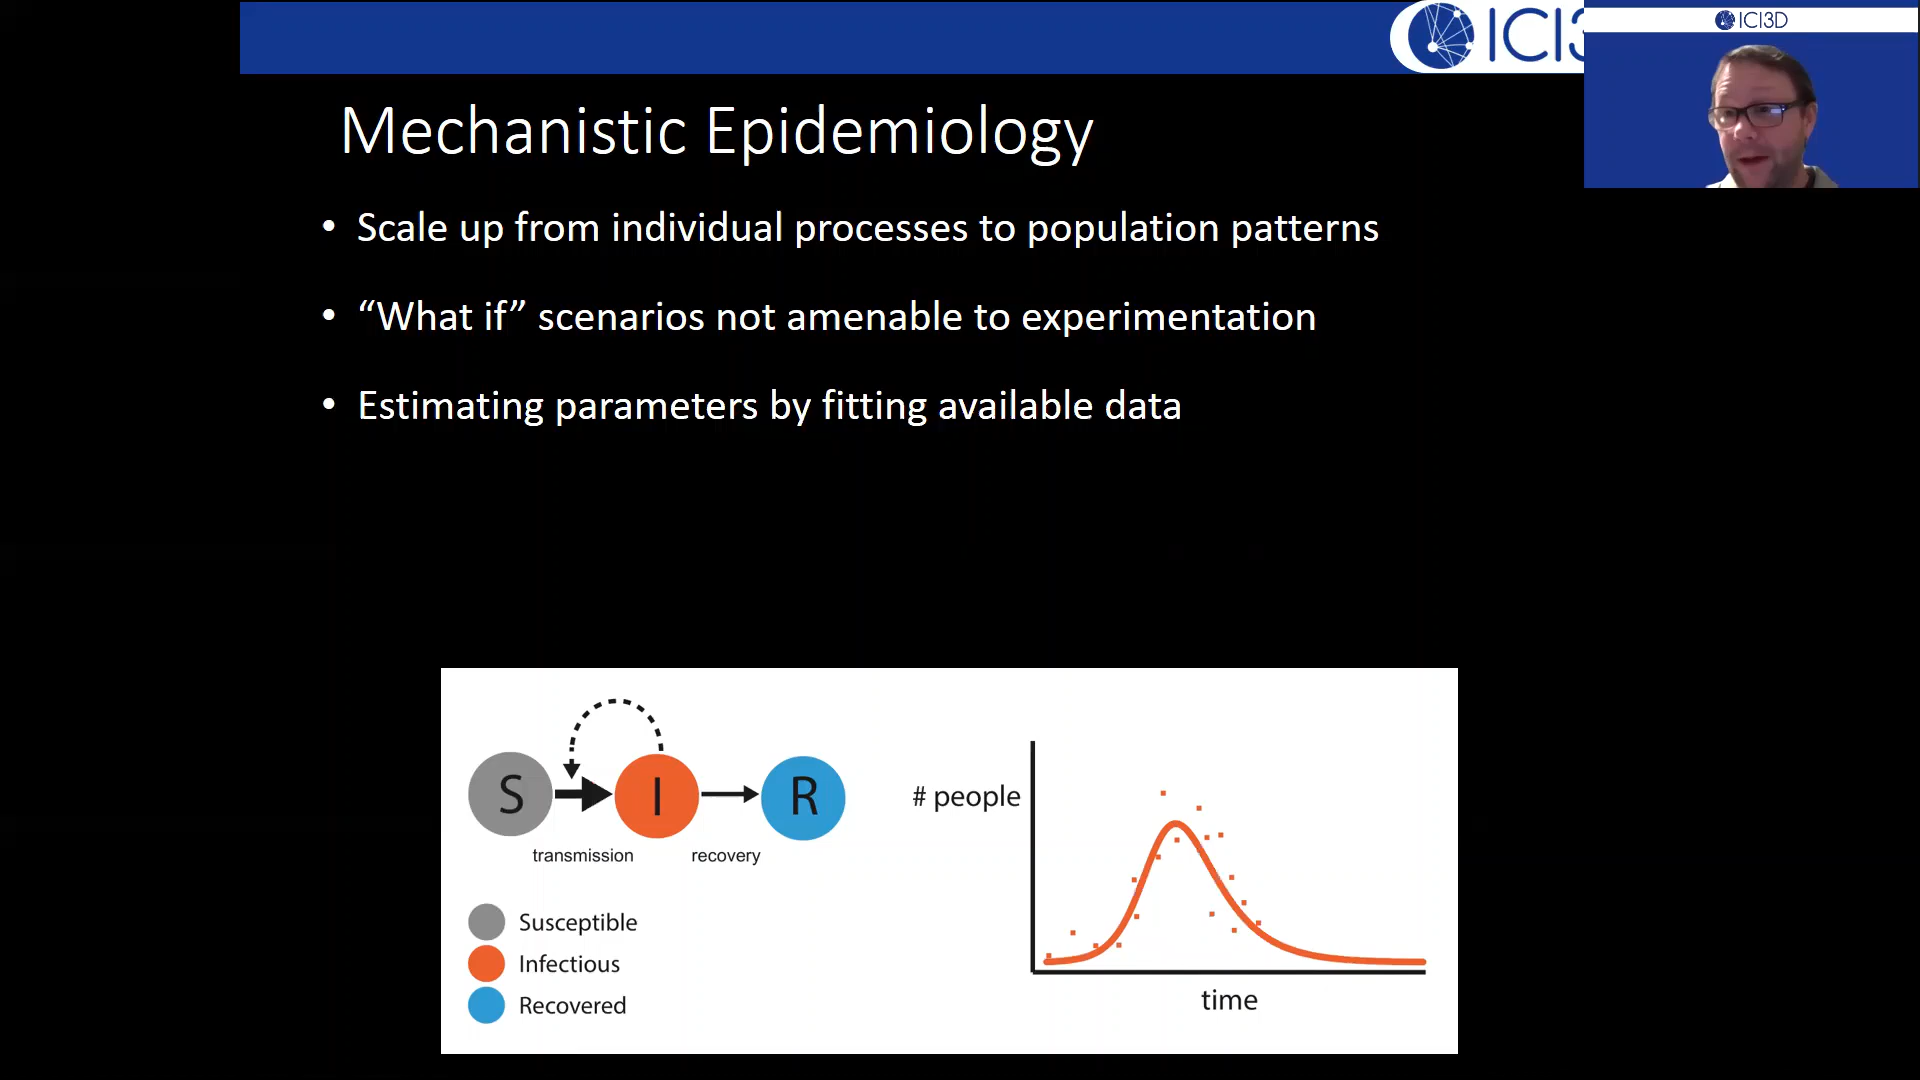 ICI3
ICI3D
Mechanistic Epidemiology
• Scale up from individual processes to population patterns
• “What if” scenarios not amenable to experimentation
• Estimating parameters by fitting available data
S
I
R
transmission
recovery
Susceptible
Infectious
Recovered
# people
time